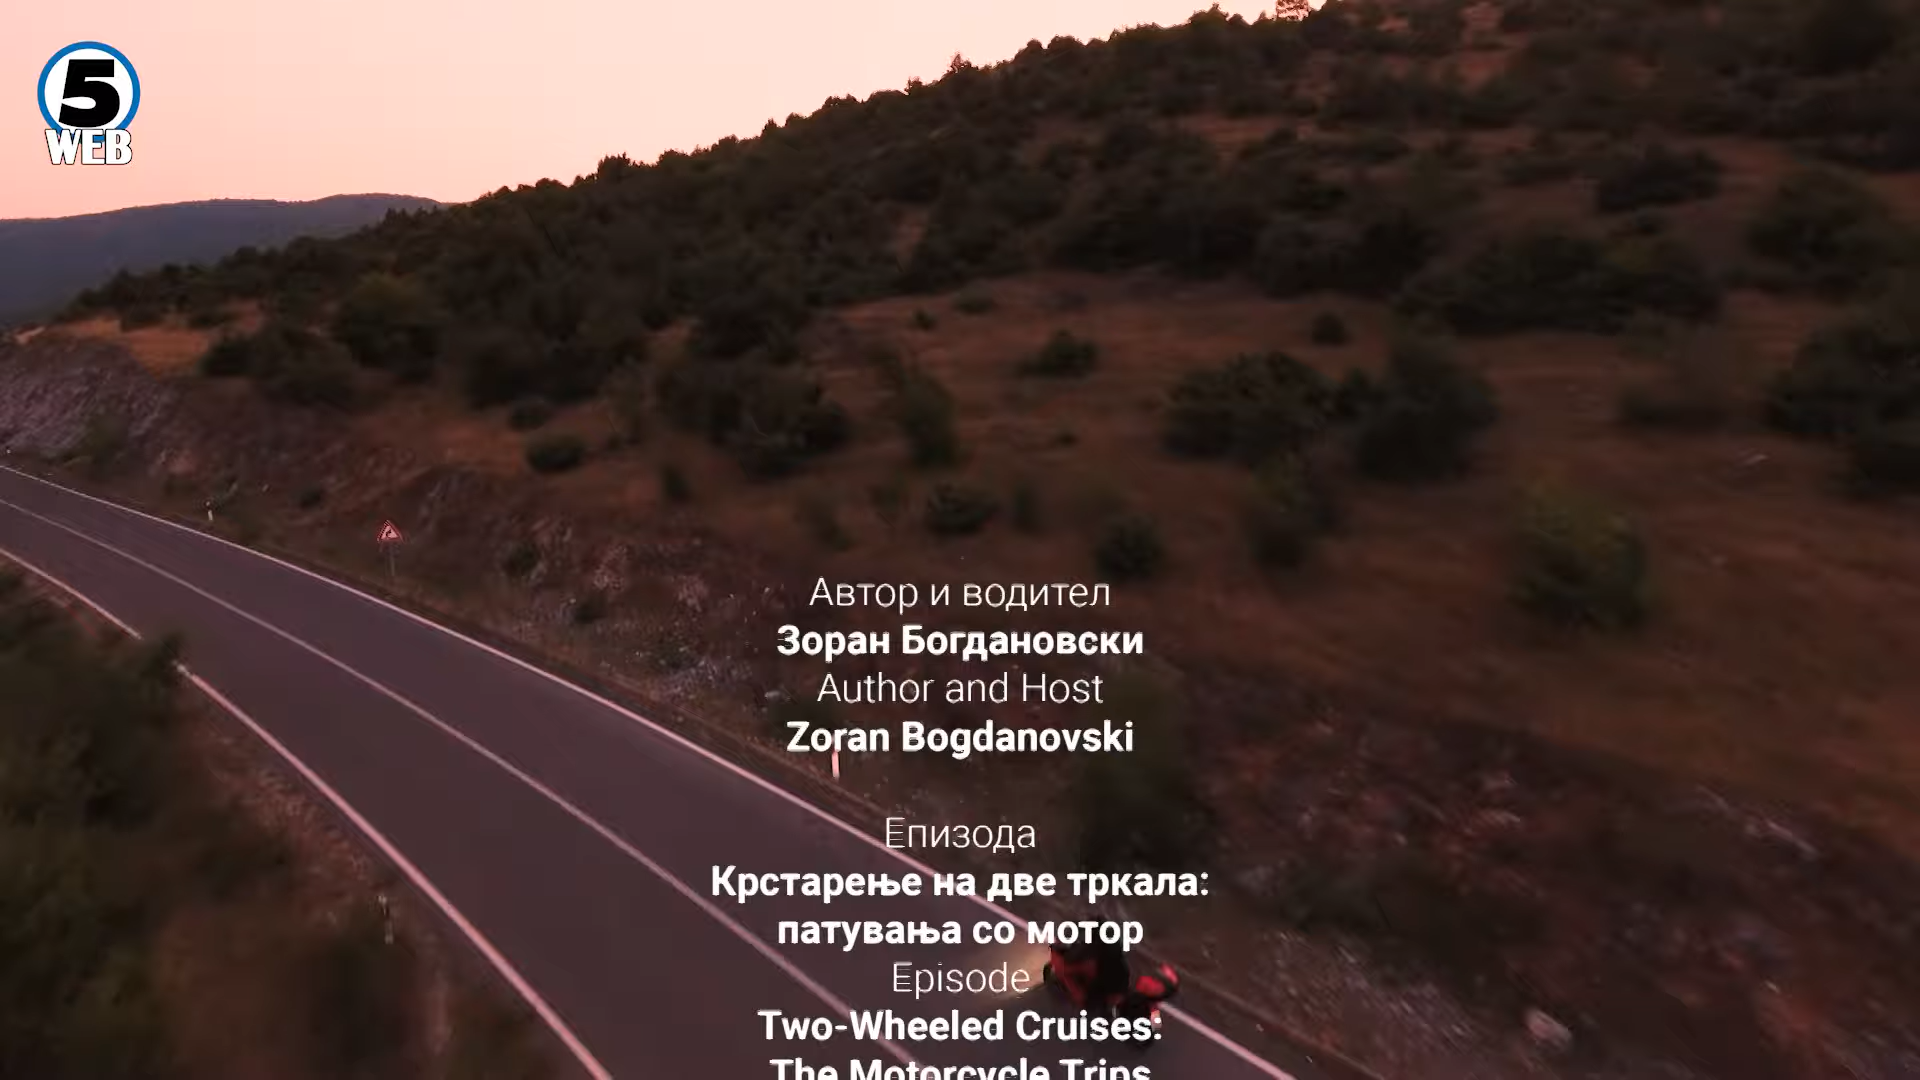 5
WEB
Автор и водител
Зоран Богдановски
Author and Host
Zoran Bogdanovski
Епизода
Крстарење на две тркала:
патувања со мотор
Episode
Two-Wheeled Cruises:
The Motorcycle Trips